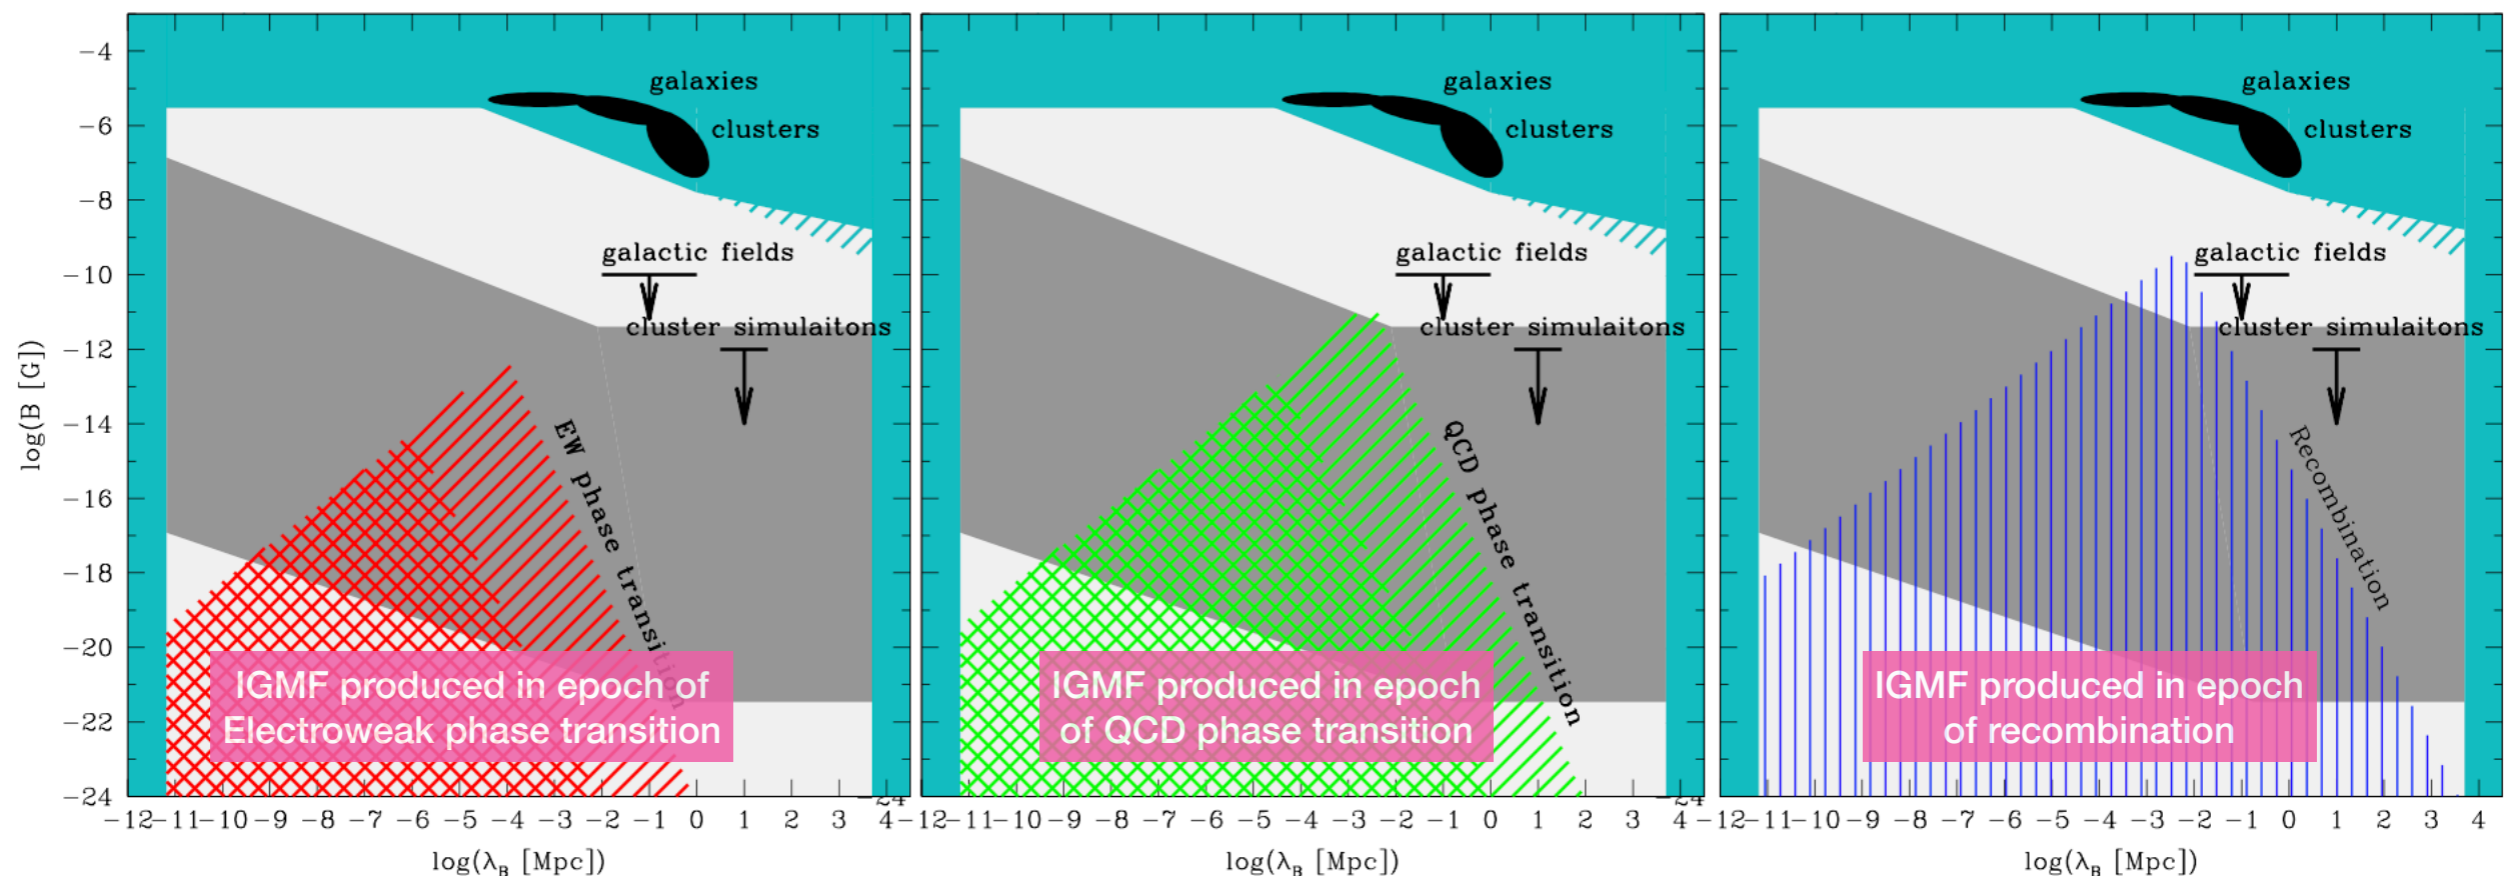 galaxies
clusters
galactic fields
cluster simulaitons
EW phase transition
IGMF produced in epoch of
Electroweak phase transition
log(B [G])
−4
−6
−8
−10
−12
−14
−16
−18
−20
−22
−24
−12 −11 −10 −9 −8 −7 −6 −5 −4 −3 −2 −1 0 1 2 3 4
−24
log(λB [Mpc])
galaxies
clusters
galactic fields
cluster simulaitons
QCD phase transition
IGMF produced in epoch
of QCD phase transition
−12 −11 −10 −9 −8 −7 −6 −5 −4 −3 −2 −1 0 1 2 3 4
−24
log(λB [Mpc])
galaxies
clusters
galactic fields
cluster simulaitons
Recombination
IGMF produced in epoch
of recombination
−12 −11 −10 −9 −8 −7 −6 −5 −4 −3 −2 −1 0 1 2 3 4
log(λB [Mpc])